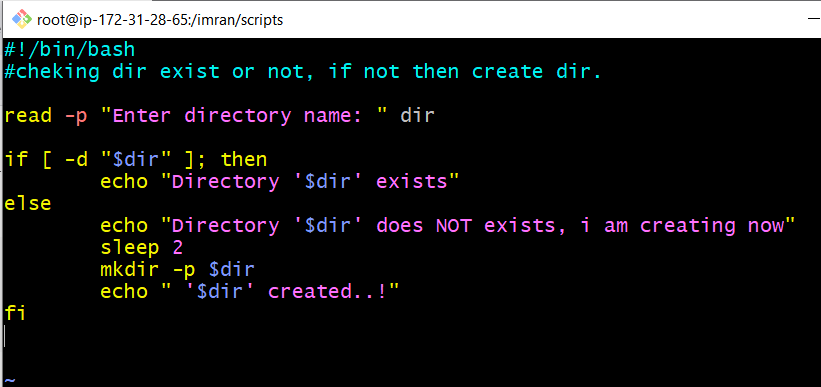 root@ip-172-31-28-65:/imran/scripts
#!/bin/bash
#cheking dir exist or not, if not then create dir.
read -p "Enter directory name: " dir
if [ -d "$dir" ]; then
echo "Directory '$dir' exists"
else
echo "Directory '$dir' does NOT exists, i am creating now"
sleep 2
mkdir -p $dir
echo " '$dir' created..!"
fi
~